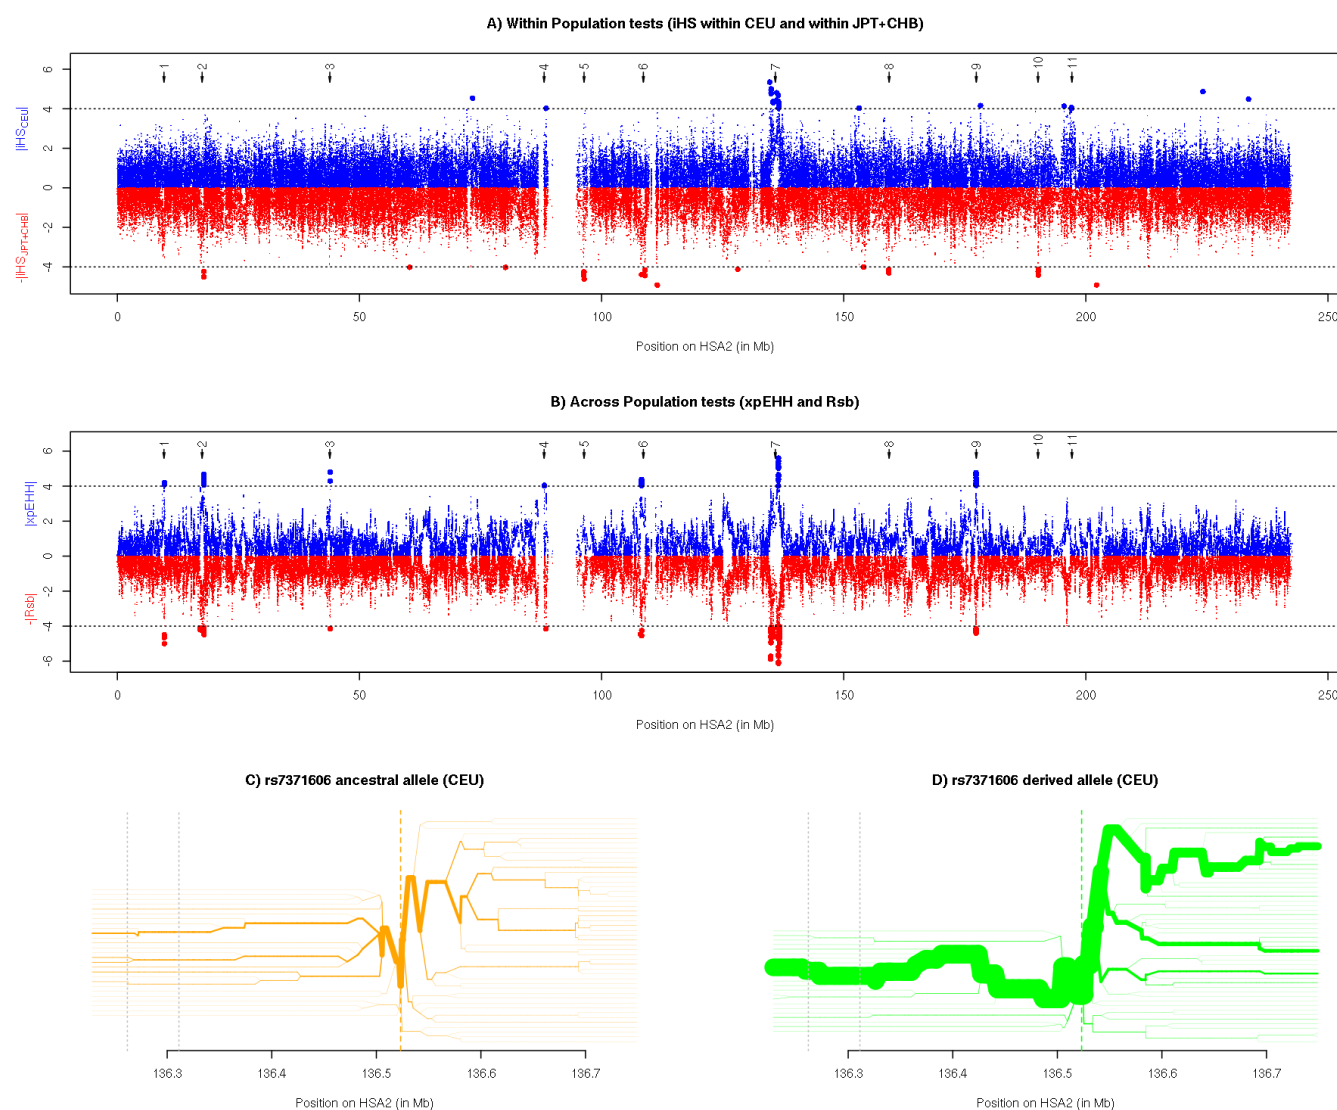 A) Within Population tests (iHS within CEU and within JPT+CHB)
1 2 3 4 5 6 7 8 9 10 11
6
4
2
0
-2
-4
|iHSCEU|
-|iHSJPT+CHB|
0 50 100 150 200 250
Position on HSA2 (in Mb)
B) Across Population tests (xpEHH and Rsb)
1 2 3 4 5 6 7 8 9 10 11
6
4
2
0
-2
-4
-6
|xpEHH|
-|Rsb|
0 50 100 150 200 250
Position on HSA2 (in Mb)
C) rs7371606 ancestral allele (CEU)
136.3 136.4 136.5 136.6 136.7
Position on HSA2 (in Mb)
D) rs7371606 derived allele (CEU)
136.3 136.4 136.5 136.6 136.7
Position on HSA2 (in Mb)